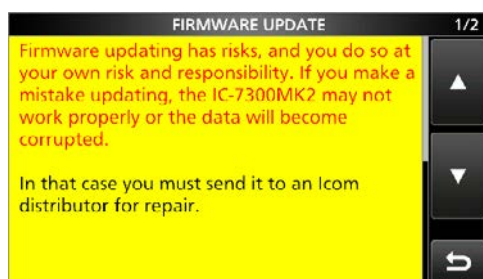 FIRMWARE UPDATE
1/2
Firmware updating has risks, and you do so at
your own risk and responsibility. If you make a
mistake updating, the IC-7300MK2 may not
work properly or the data will become
corrupted.
In that case you must send it to an Icom
distributor for repair.